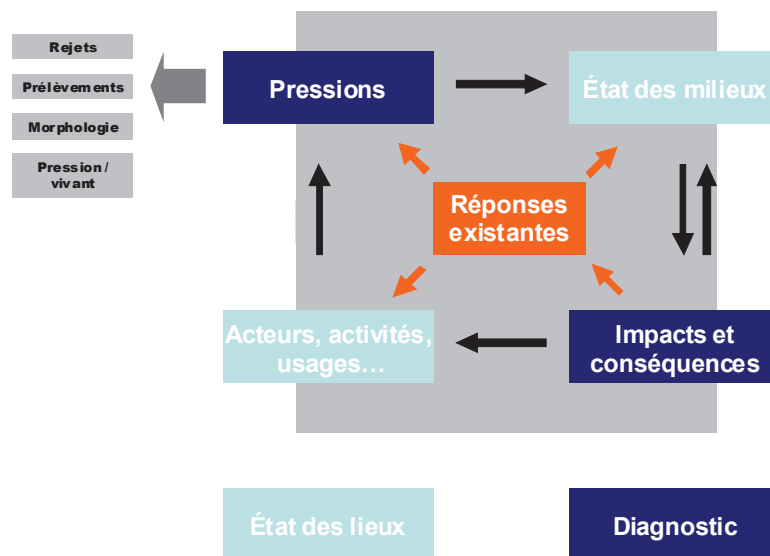 Rejets
Prélèvements
Morphologie
Pression /
vivant
Pressions
État des milieux
Réponses
existantes
Acteurs, activités,
usages…
Impacts et
conséquences
État des lieux
Diagnostic